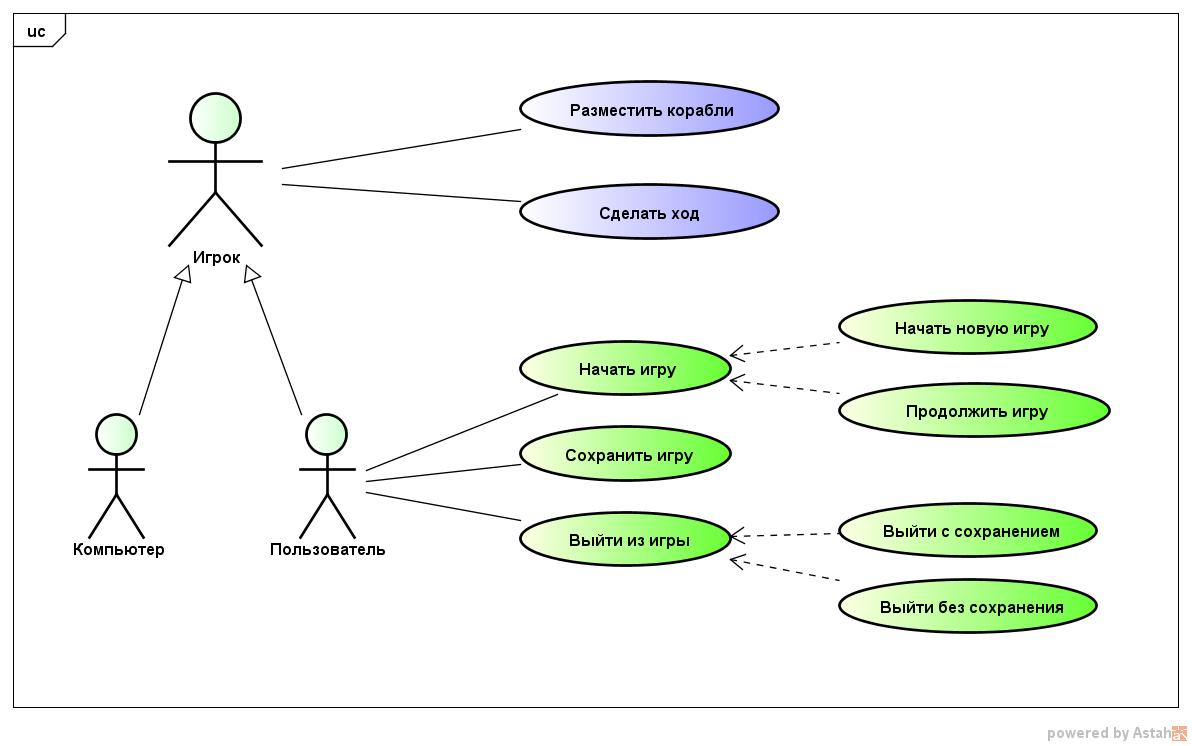 uc
Разместить корабли
Сделать ход
Игрок
Начать новую игру
Начать игру
Продолжить игру
Сохранить игру
Выйти с сохранением
Выйти из игры
Компьютер
Пользователь
Выйти без сохранения
powered by Astah